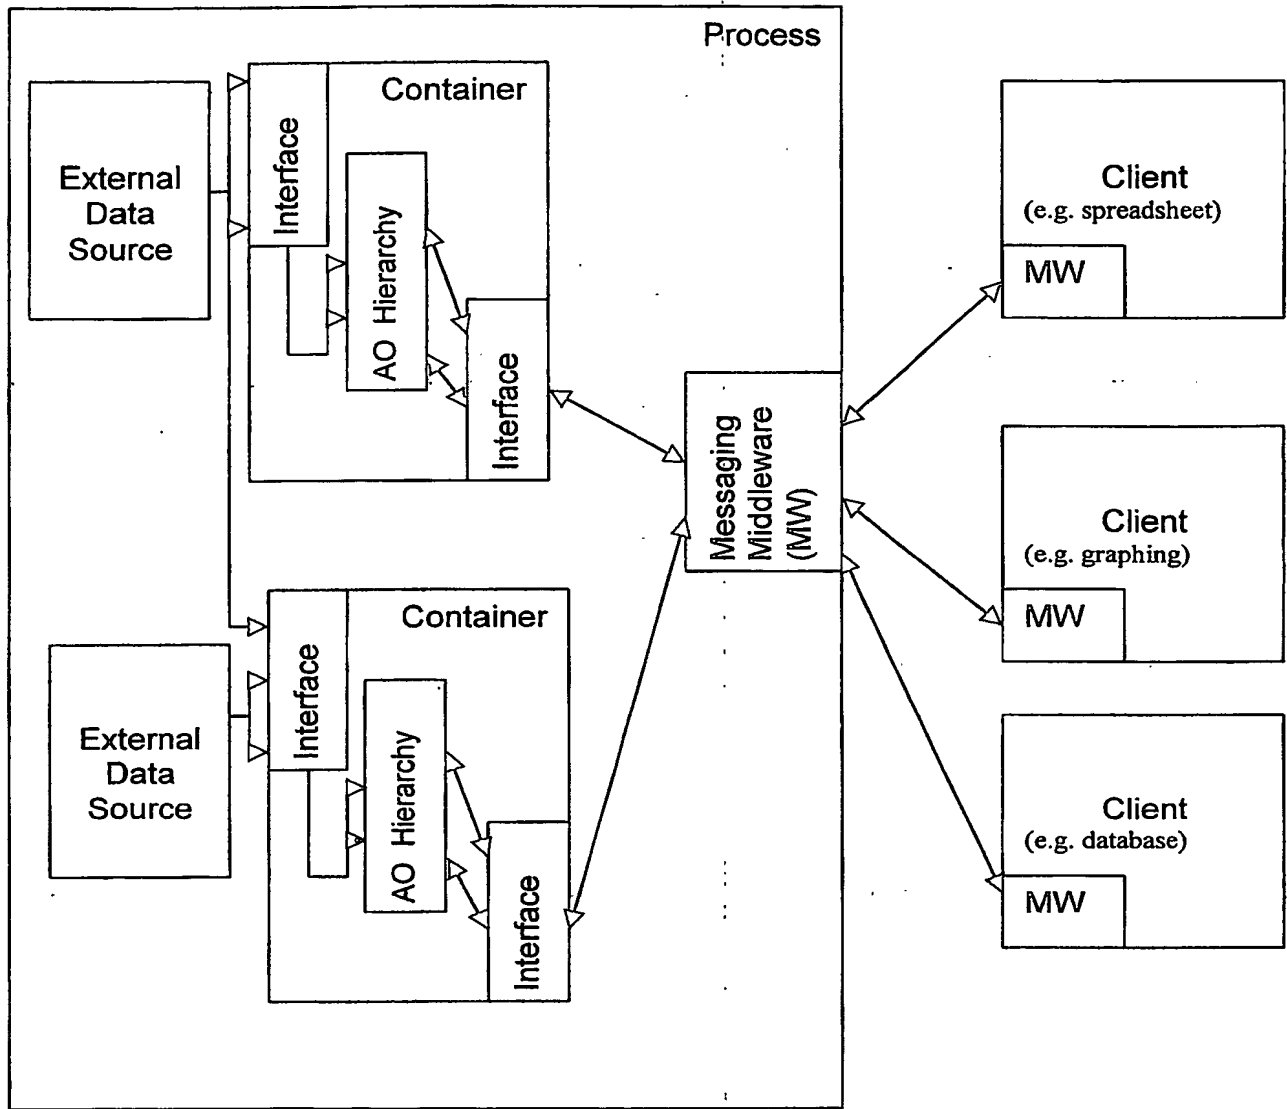 Process
External
Data
Source
Interface
Container
AO Hierarchy
Interface
Messaging
Middleware
(MW)
Client
(e.g. spreadsheet)
MW
Client
(e.g. graphing)
MW
External
Data
Source
Interface
Container
AO Hierarchy
Interface
Client
(e.g. database)
MW